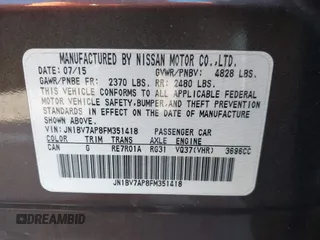 MANUFACTURED BY NISSAN MOTOR CO.,LTD.
DATE: 07/15 GVWR/PNBV: 4828 LBS.
GAWR/PNBE FR: 2370 LBS. RR: 2480 LBS.
THIS VEHICLE CONFORMS TO ALL APPLICABLE FEDERAL
MOTOR VEHICLE SAFETY,BUMPER,AND THEFT PREVENTION
STANDARDS IN EFFECT ON THE DATE OF MANUFACTURE
SHOWN ABOVE.
VIN: JN1BV7AP8FM351418 PASSENGER CAR
COLOR TRIM TRANS AXLE ENGINE
CAN G RE7R01A RG31 VQ37(VHR) 3696CC
JN1BV7AP8FM351418
DREAMBID